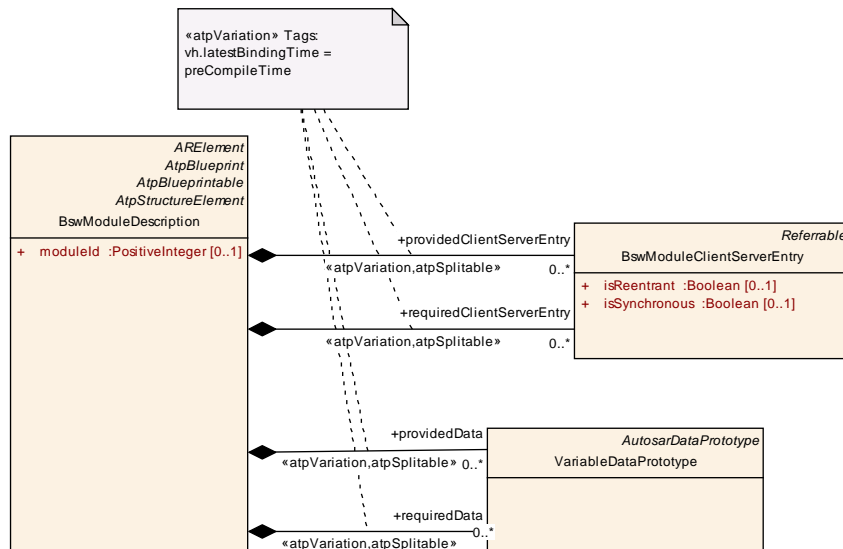 «atpVariation» Tags:
vh.latestBindingTime =
preCompileTime
ARElement
AtpBlueprint
AtpBlueprintable
AtpStructureElement
BswModuleDescription
+ moduleId :PositiveInteger [0..1]
+providedClientServerEntry
«atpVariation,atpSplitable»
0..*
+requiredClientServerEntry
«atpVariation,atpSplitable»
0..*
Referrable
BswModuleClientServerEntry
+ isReentrant :Boolean [0..1]
+ isSynchronous :Boolean [0..1]
+providedData
«atpVariation,atpSplitable»
0..*
+requiredData
«atpVariation,atpSplitable»
0..*
AutosarDataPrototype
VariableDataPrototype